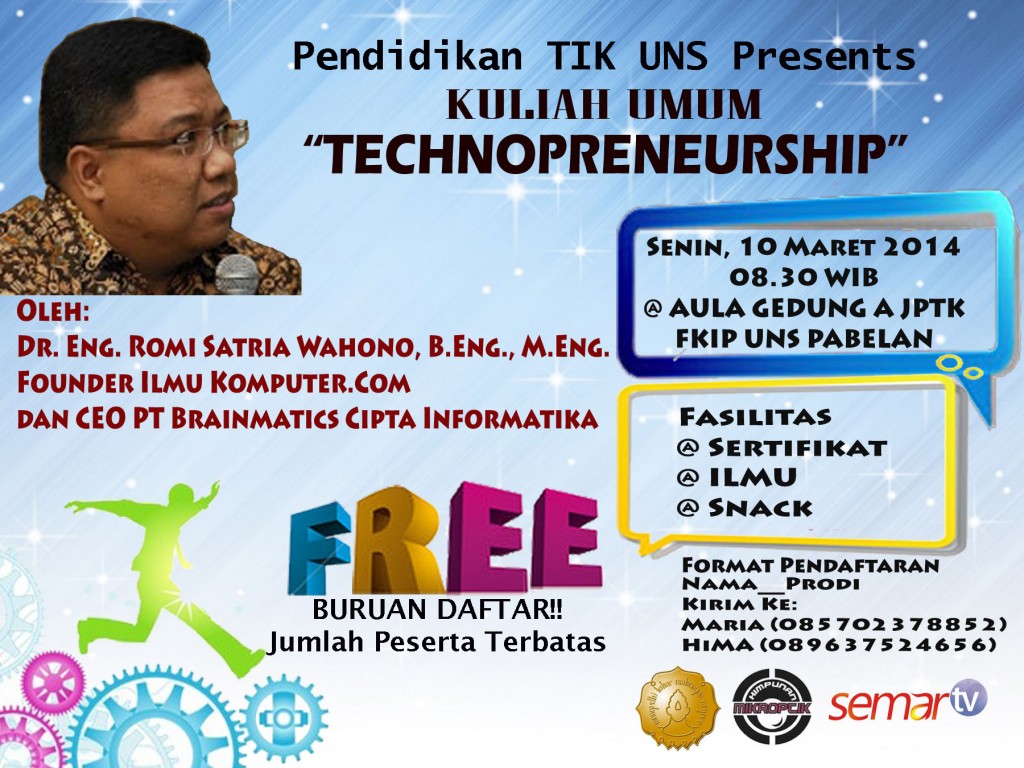 Pendidikan TIK UNS Presents
KULIAH UMUM
“TECHNOPRENEURSHIP”
SENIN, 10 MARET 2014
08.30 WIB
@ AULA GEDUNG A JPTK
FKIP UNS PABELAN
OLEH:
DR. ENG. ROMI SATRIA WAHONO, B.ENG., M.ENG.
FOUNDER ILMU KOMPUTER.COM
DAN CEO PT BRAINMATICS CIPTA INFORMATIKA
FASILITAS
@ SERTIFIKAT
@ ILMU
@ SNACK
FREE
BURUAN DAFTAR!!
Jumlah Peserta Terbatas
FORMAT PENDAFTARAN
NAMA__PRODI
KIRIM KE:
MARIA (085702378852)
HIMA (089637524656)
HIMPUNAN
MIKROPTIK
semar tv